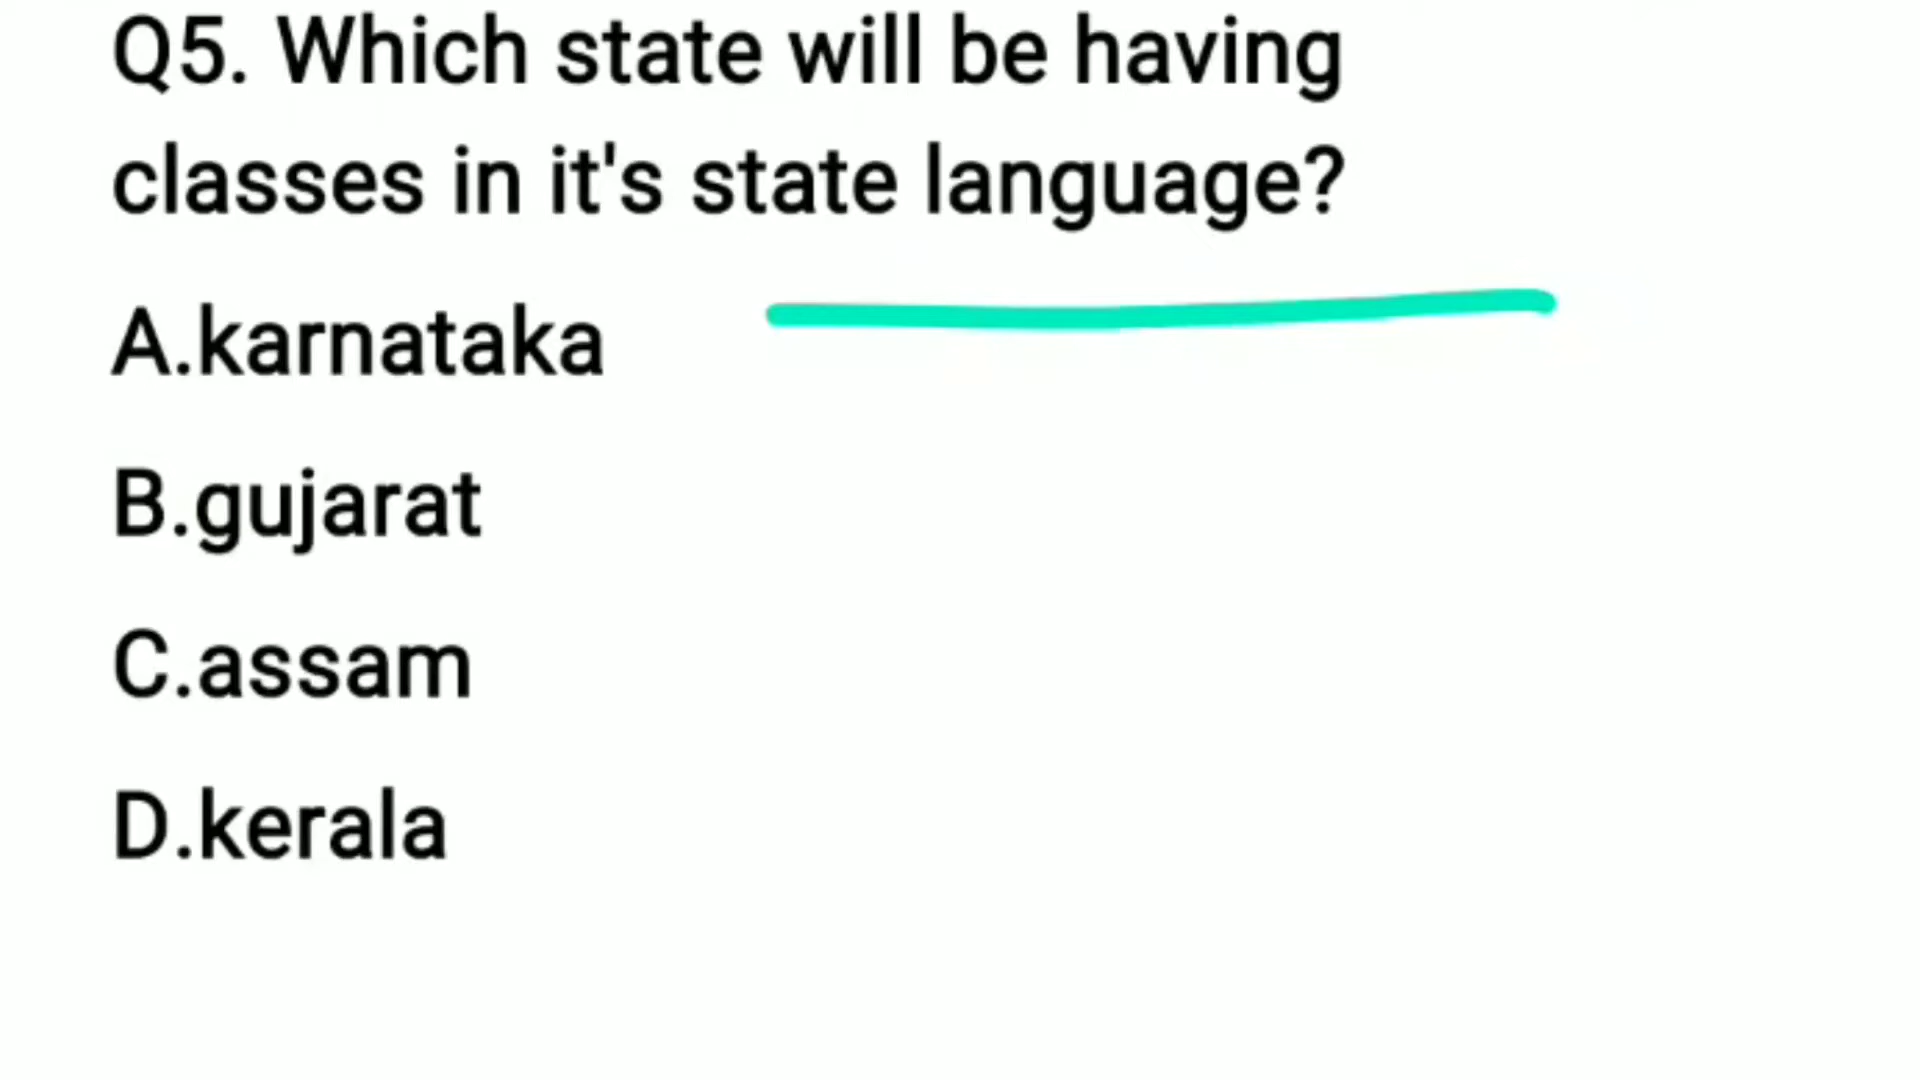 Q5. Which state will be having
classes in it's state language?
A.karnataka
B.gujarat
C.assam
D.kerala